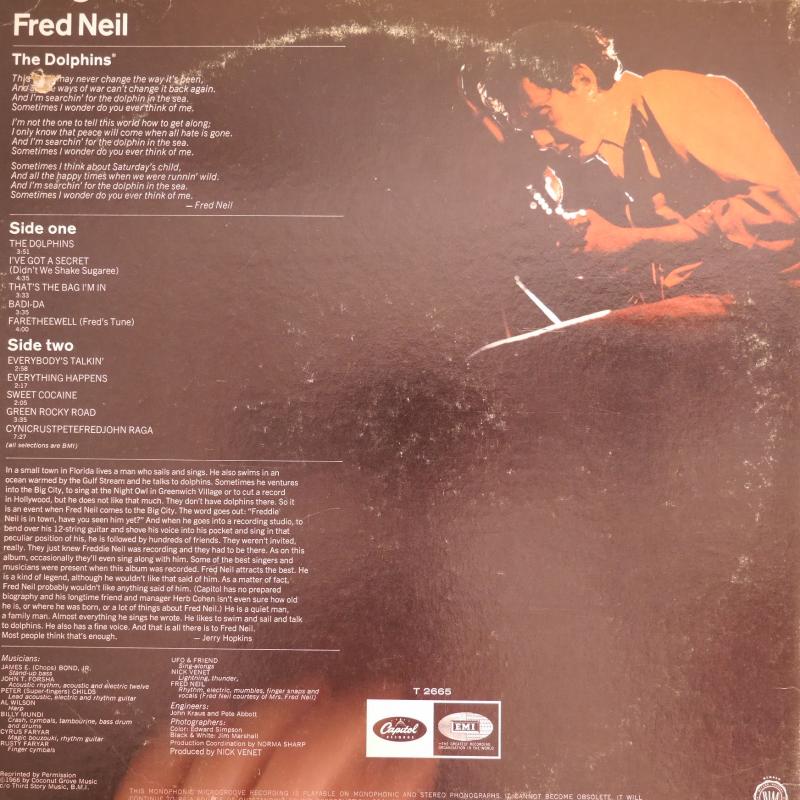 Fred Neil
The Dolphins*
This may never change the way it's been,
And ways of war can't change it back again.
And I'm searchin' for the dolphin in the sea.
Sometimes I wonder do you ever think of me.
I'm not the one to tell this world how to get along;
I only know that peace will come when all hate is gone.
And I'm searchin' for the dolphin in the sea.
Sometimes I wonder do you ever think of me.
Sometimes I think about Saturday's child,
And all the happy times when we were runnin' wild.
And I'm searchin' for the dolphin in the sea.
Sometimes I wonder do you ever think of me.
— Fred Neil
Side one
THE DOLPHINS
3:51
I'VE GOT A SECRET
(Didn't We Shake Sugaree)
4:35
THAT'S THE BAG I'M IN
3:33
BADI-DA
3:35
FARETHEEWELL (Fred's Tune)
4:00
Side two
EVERYBODY'S TALKIN'
2:58
EVERYTHING HAPPENS
2:17
SWEET COCAINE
2:05
GREEN ROCKY ROAD
3:35
CYNICRUSTPETEFREDJOHN RAGA
7:27
(all selections are BMI)
In a small town in Florida lives a man who sails and sings. He also swims in an
ocean warmed by the Gulf Stream and he talks to dolphins. Sometimes he ventures
into the Big City, to sing at the Night Owl in Greenwich Village or to cut a record
in Hollywood, but he does not like that much. They don't have dolphins there. So it
is an event when Fred Neil comes to the Big City. The word goes out: "Freddie
Neil is in town, have you seen him yet?" And when he goes into a recording studio, to
bend over his 12-string guitar and shove his voice into his pocket and sing in that
peculiar position of his, he is followed by hundreds of friends. They weren't invited,
really. They just knew Freddie Neil was recording and they had to be there. As on this
album, occasionally they'll even sing along with him. Some of the best singers and
musicians were present when this album was recorded. Fred Neil attracts the best. He
is a kind of legend, although he wouldn't like that said of him. As a matter of fact,
Fred Neil probably wouldn't like anything said of him. (Capitol has no prepared
biography and his longtime friend and manager Herb Cohen isn't even sure how old
he is, or where he was born, or a lot of things about Fred Neil.) He is a quiet man,
a family man. Almost everything he sings he wrote. He likes to swim and sail and talk
to dolphins. He also has a fine voice. And that is all there is to Fred Neil.
Most people think that's enough. — Jerry Hopkins
Musicians:
JAMES E. (Chops) BOND, JR.
Stand-up bass
JOHN T. FORSHA
Acoustic rhythm, acoustic and electric twelve
PETER (Super-fingers) CHILDS
Lead acoustic, electric and rhythm guitar
AL WILSON
Harp
BILLY MUNDI
Crash, cymbals, tambourine, bass drum
and drums
CYRUS FARYAR
Magic bouzouki, rhythm guitar
RUSTY FARYAR
Finger cymbals
UFO & FRIEND
Sing-alongs
NICK VENET
Lightning, thunder,
FRED NEIL
Rhythm, electric, mumbles, finger snaps and
vocals (Fred Neil courtesy of Mrs. Fred Neil)
Engineers:
John Kraus and Pete Abbott
Photographers:
Color: Edward Simpson
Black & White: Jim Marshall
Production Coordination by NORMA SHARP
Produced by NICK VENET
Reprinted by Permission
©1966 by Coconut Grove Music
c/o Third Story Music, B.M.I.
T 2665
Capitol
RECORDS
EMI
—THE GREATEST RECORDING
ORGANISATION IN THE WORLD
THIS MONOPHONIC MICROGROOVE RECORDING IS PLAYABLE ON MONOPHONIC AND STEREO PHONOGRAPHS. IT CANNOT BECOME OBSOLETE. IT WILL